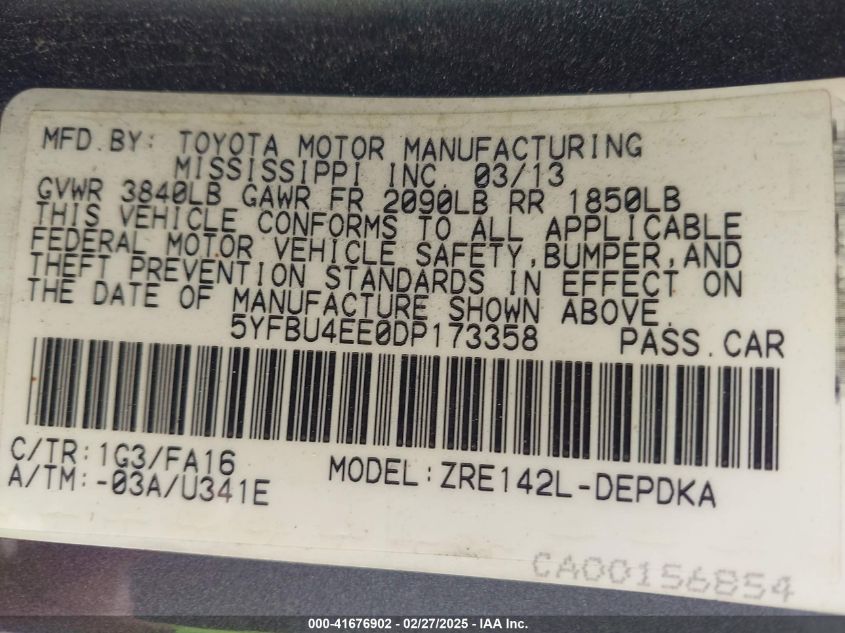 MFD.BY: TOYOTA MOTOR MANUFACTURING
MISSISSIPPI INC. 03/13
GVWR 3840LB GAWR FR 2090LB RR 1850LB
THIS VEHICLE CONFORMS TO ALL APPLICABLE
FEDERAL MOTOR VEHICLE SAFETY,BUMPER,AND
THEFT PREVENTION STANDARDS IN EFFECT ON
THE DATE OF MANUFACTURE SHOWN ABOVE.
5YFBU4EE0DP173358 PASS.CAR
C/TR:1G3/FA16
A/TM:-03A/U341E MODEL:ZRE142L-DEPDKA
CA00156854
000-41676902 - 02/27/2025 - IAA Inc.